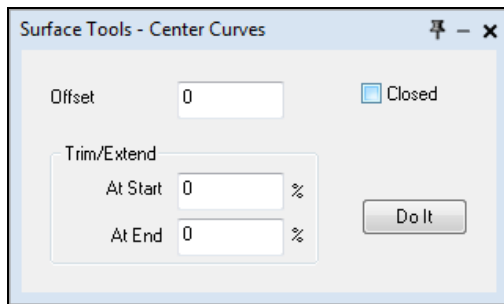 Surface Tools - Center Curves
Offset 0 Closed
Trim/Extend
At Start 0 %
At End 0 % Do It